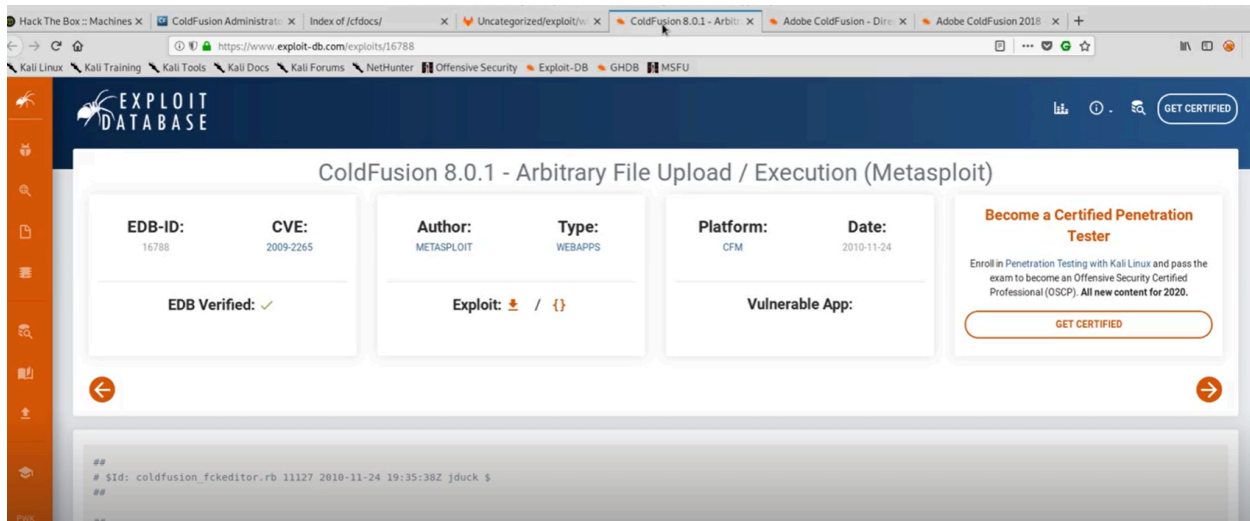 Hack The Box :: Machines
ColdFusion Administrato
Index of /cfdocs/
Uncategorized/exploit/w
ColdFusion 8.0.1 - Arbitr
Adobe ColdFusion - Dire
Adobe ColdFusion 2018
https://www.exploit-db.com/exploits/16788
Kali Linux Kali Training Kali Tools Kali Docs Kali Forums NetHunter Offensive Security Exploit-DB GHDB MSFU
EXPLOIT
DATABASE
GET CERTIFIED
ColdFusion 8.0.1 - Arbitrary File Upload / Execution (Metasploit)
EDB-ID:
16788
CVE:
2009-2265
EDB Verified:
Author:
METASPLOIT
Type:
WEBAPPS
Exploit: / {}
Platform:
CFM
Date:
2010-11-24
Vulnerable App:
Become a Certified Penetration
Tester
Enroll in Penetration Testing with Kali Linux and pass the
exam to become an Offensive Security Certified
Professional (OSCP). All new content for 2020.
GET CERTIFIED
##
# $Id: coldfusion_fckeditor.rb 11127 2010-11-24 19:35:38Z jduck $
##
##
PWK